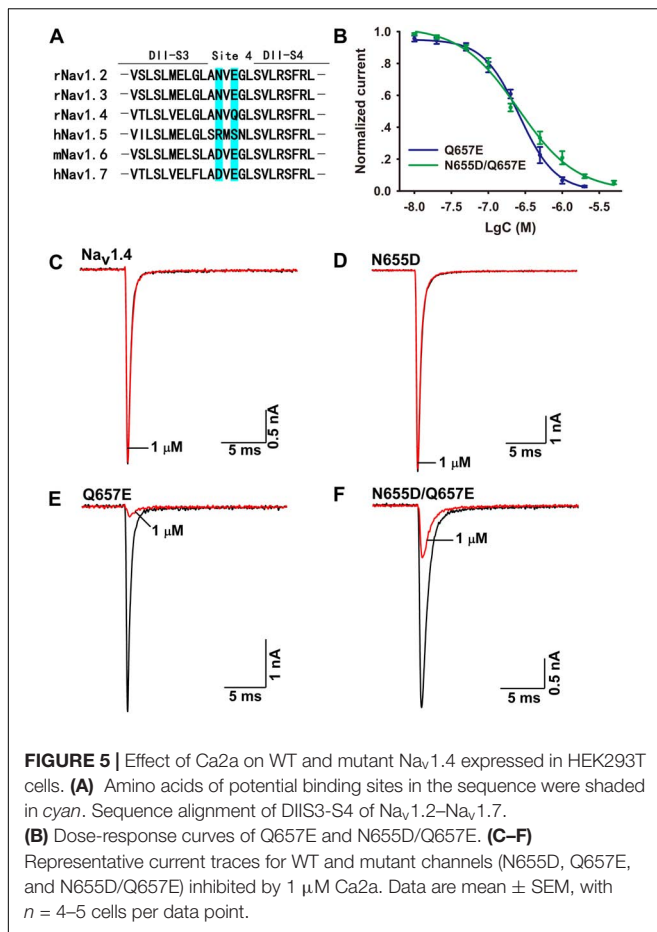 A
DII-S3 Site 4 DII-S4
rNav1.2 –VSLSLMELGLANVEGLSVLRSFRL–
rNav1.3 –VSLSLMELGLANVEGLSVLRSFRL–
rNav1.4 –VTLSLVELGLANVQGLSVLRSFRL–
hNav1.5 –VILSLMELGLSRMSNLSVLRSFRL–
mNav1.6 –VSLSLMELSLADVEGLSVLRSFRL–
hNav1.7 –VTLSLVELFLADVEGLSVLRSFRL–
B
Normalized current
1.0
.8
.6
.4
.2
0
Q657E
N655D/Q657E
-8.0 -7.5 -7.0 -6.5 -6.0 -5.5
LgC (M)
C Nav1.4
1 μM
0.5 nA
5 ms
D N655D
1 μM
1 nA
5 ms
E Q657E
1 μM
1 nA
5 ms
F N655D/Q657E
1 μM
0.5 nA
5 ms
FIGURE 5 | Effect of Ca2a on WT and mutant Nav1.4 expressed in HEK293T
cells. (A) Amino acids of potential binding sites in the sequence were shaded
in cyan. Sequence alignment of DIIS3-S4 of Nav1.2–Nav1.7.
(B) Dose-response curves of Q657E and N655D/Q657E. (C–F)
Representative current traces for WT and mutant channels (N655D, Q657E,
and N655D/Q657E) inhibited by 1 μM Ca2a. Data are mean ± SEM, with
n = 4–5 cells per data point.